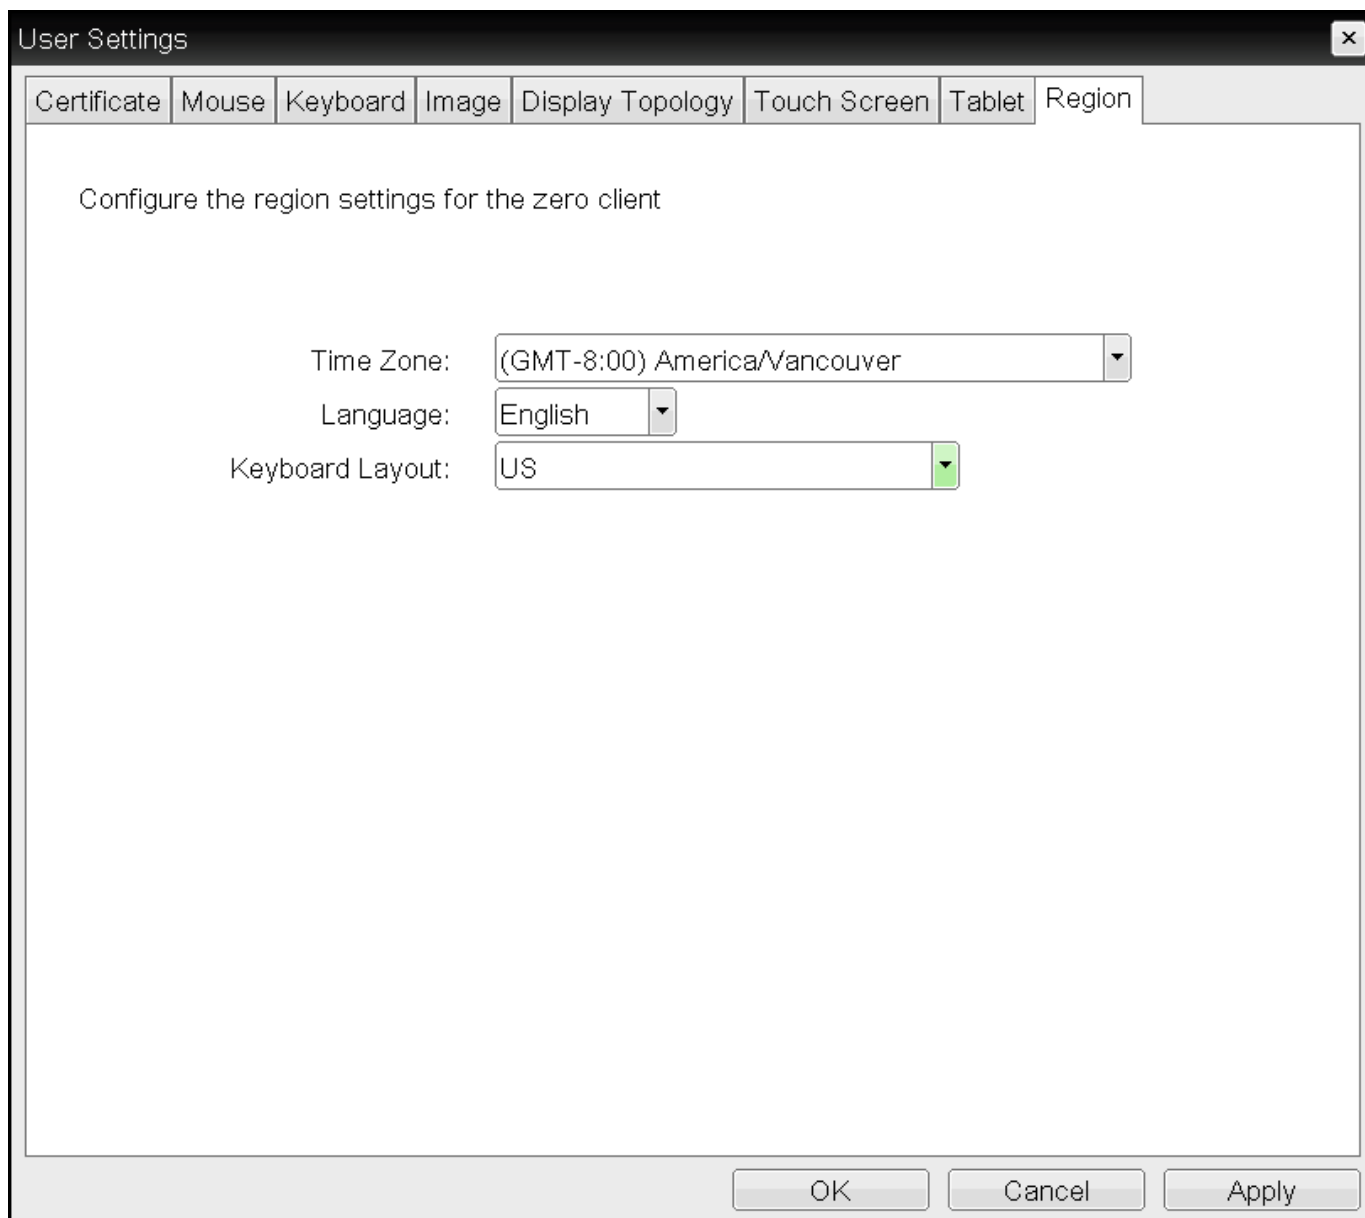 User Settings
Certificate Mouse Keyboard Image Display Topology Touch Screen Tablet Region
Configure the region settings for the zero client
Time Zone: (GMT-8:00) America/Vancouver
Language: English
Keyboard Layout: US
OK Cancel Apply